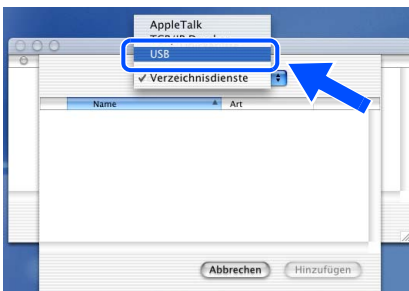 AppleTalk
USB
✓ Verzeichnisdienste
Name Art
Abbrechen Hinzufügen